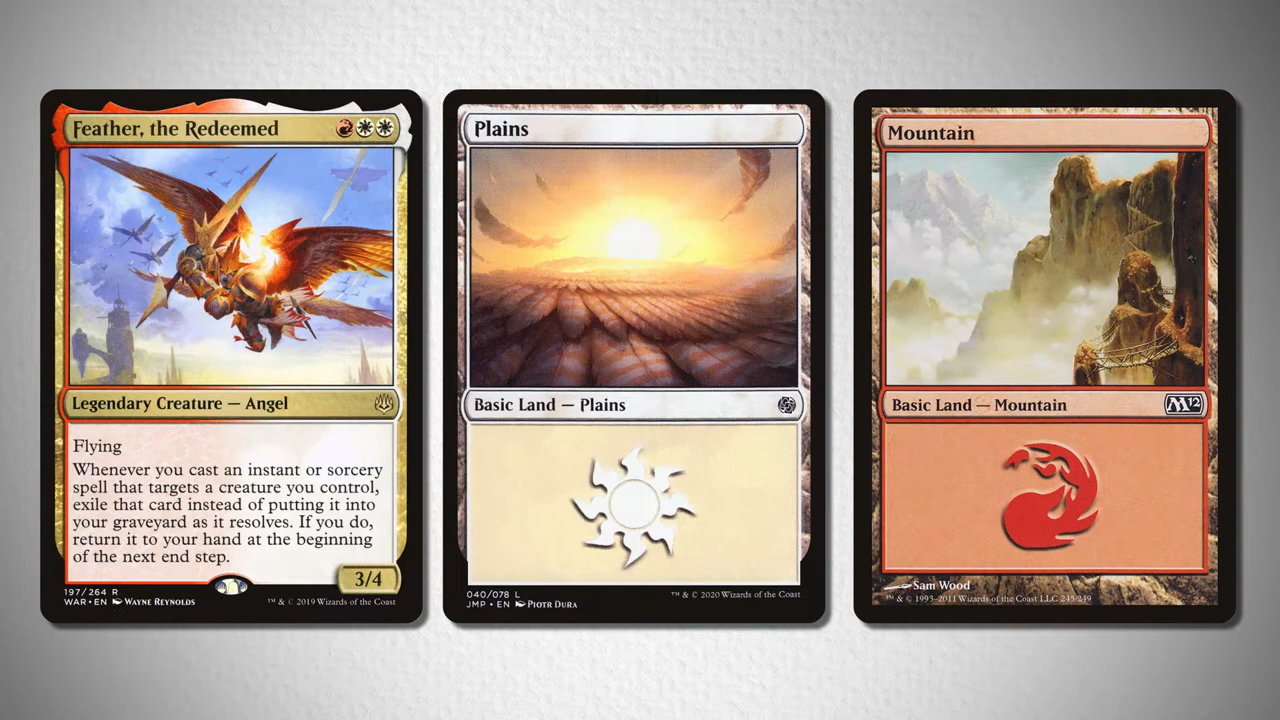 Feather, the Redeemed
Legendary Creature — Angel
Flying
Whenever you cast an instant or sorcery
spell that targets a creature you control,
exile that card instead of putting it into
your graveyard as it resolves. If you do,
return it to your hand at the beginning
of the next end step.
3/4
197/264 R
WAR • EN Wayne Reynolds
™ & © 2019 Wizards of the Coast
Plains
Basic Land — Plains
040/078 L
JMP • EN Piotr Dura
™ & © 2020 Wizards of the Coast
Mountain
Basic Land — Mountain
M12
Sam Wood
™ & © 1993–2011 Wizards of the Coast LLC 245/249